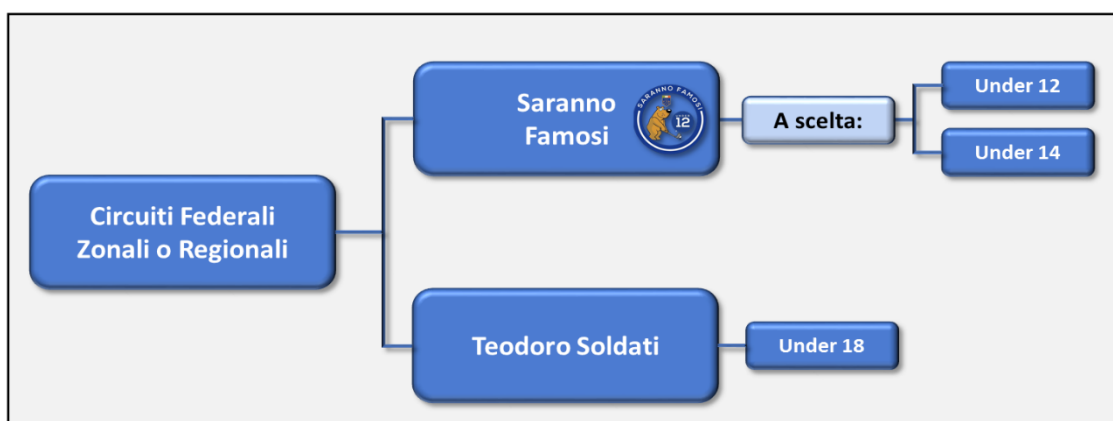 Saranno
Famosi
SARANNO FAMOSI
12
A scelta:
Under 12
Under 14
Circuiti Federali
Zonali o Regionali
Teodoro Soldati
Under 18